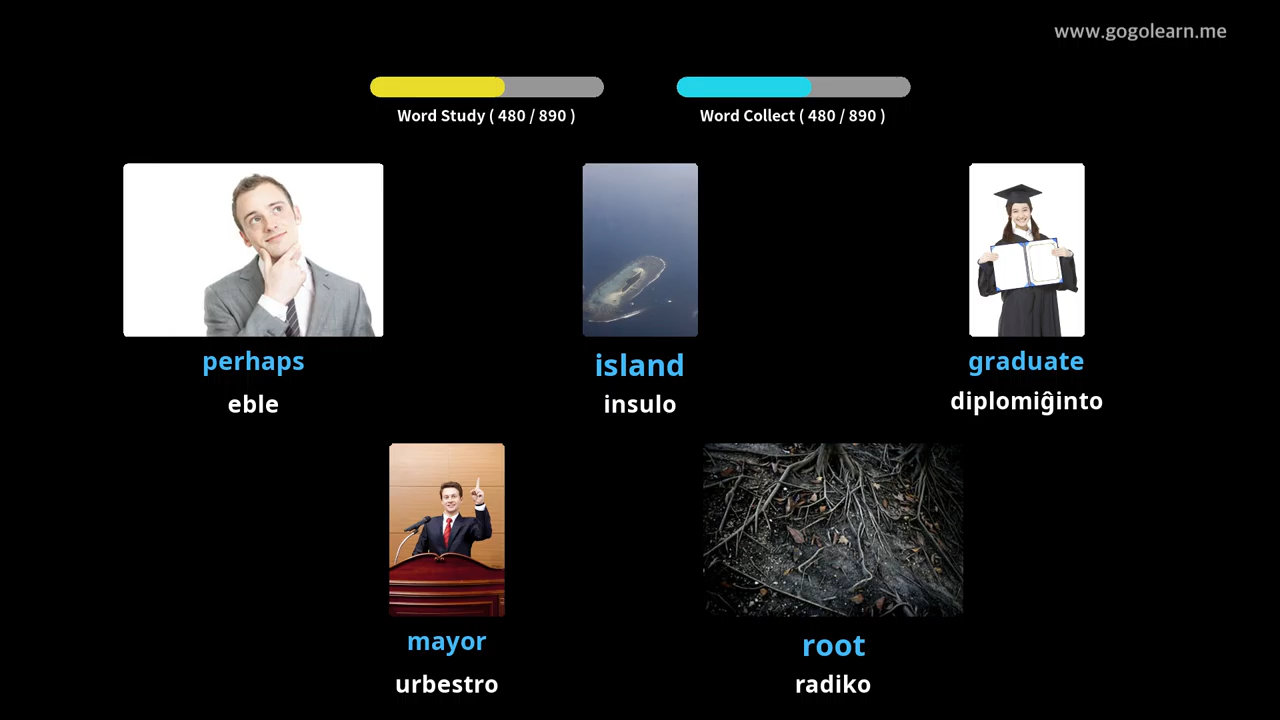 www.gogolearn.me
Word Study ( 480 / 890 )
Word Collect ( 480 / 890 )
perhaps
eble
island
insulo
graduate
diplomiĝinto
mayor
urbestro
root
radiko